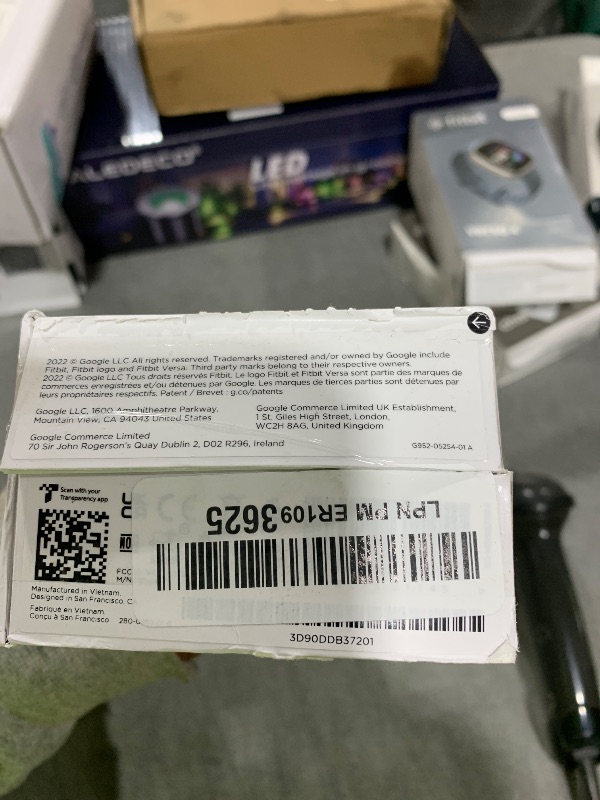 ALEDECO
LED
2022 © Google LLC All rights reserved. Trademarks registered and/or owned by Google include
Fitbit, Fitbit logo and Fitbit Versa. Third party marks belong to their respective owners.
2022 © Google LLC Tous droits réservés Fitbit. Le logo Fitbit et Fitbit Versa sont partie des marques de
commerces enregistrées et/ou détenues par Google. Les marques de tierces parties sont détenues par
leurs propriétaires respectifs. Patent / Brevet : g.co/patents
Google LLC, 1600 Amphitheatre Parkway,
Mountain View, CA 94043 United States
Google Commerce Limited UK Establishment,
1 St. Giles High Street, London,
WC2H 8AG, United Kingdom
Google Commerce Limited
70 Sir John Rogerson's Quay Dublin 2, D02 R296, Ireland
G952-05254-01 A
Scan with your
Transparency app
LPN PM ER1093625
FCC
M/N
Manufactured in Vietnam.
Designed in San Francisco, C
Fabriqué en Vietnam
Conçu à San Francisco
280-
3D90DDB37201